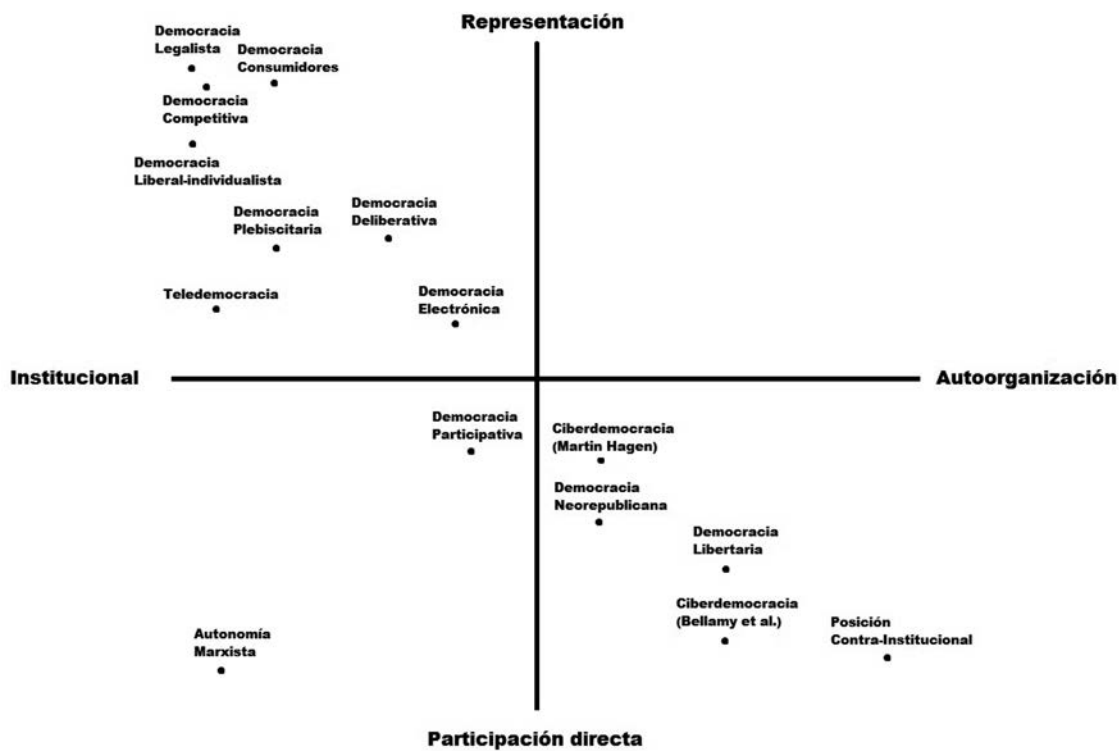 Representación
Democracia
Legalista
Democracia
Consumidores
Democracia
Competitiva
Democracia
Liberal-individualista
Democracia
Plebiscitaria
Democracia
Deliberativa
Teledemocracia
Democracia
Electrónica
Institucional
Autoorganización
Democracia
Participativa
Ciberdemocracia
(Martin Hagen)
Democracia
Neorepublicana
Democracia
Libertaria
Ciberdemocracia
(Bellamy et al.)
Posición
Contra-Institucional
Autonomía
Marxista
Participación directa